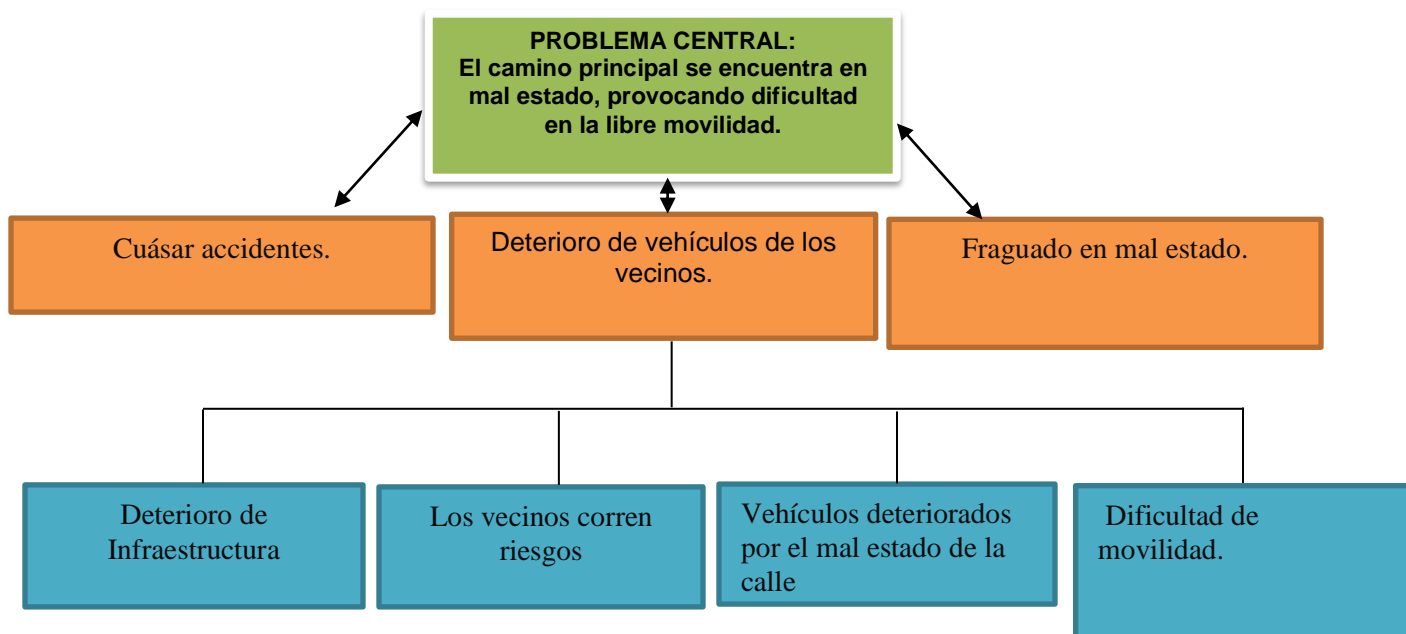 PROBLEMA CENTRAL:
El camino principal se encuentra en
mal estado, provocando dificultad
en la libre movilidad.
Cuásar accidentes.
Deterioro de vehículos de los
vecinos.
Fraguado en mal estado.
Deterioro de
Infraestructura
Los vecinos corren
riesgos
Vehículos deteriorados
por el mal estado de la
calle
Dificultad de
movilidad.